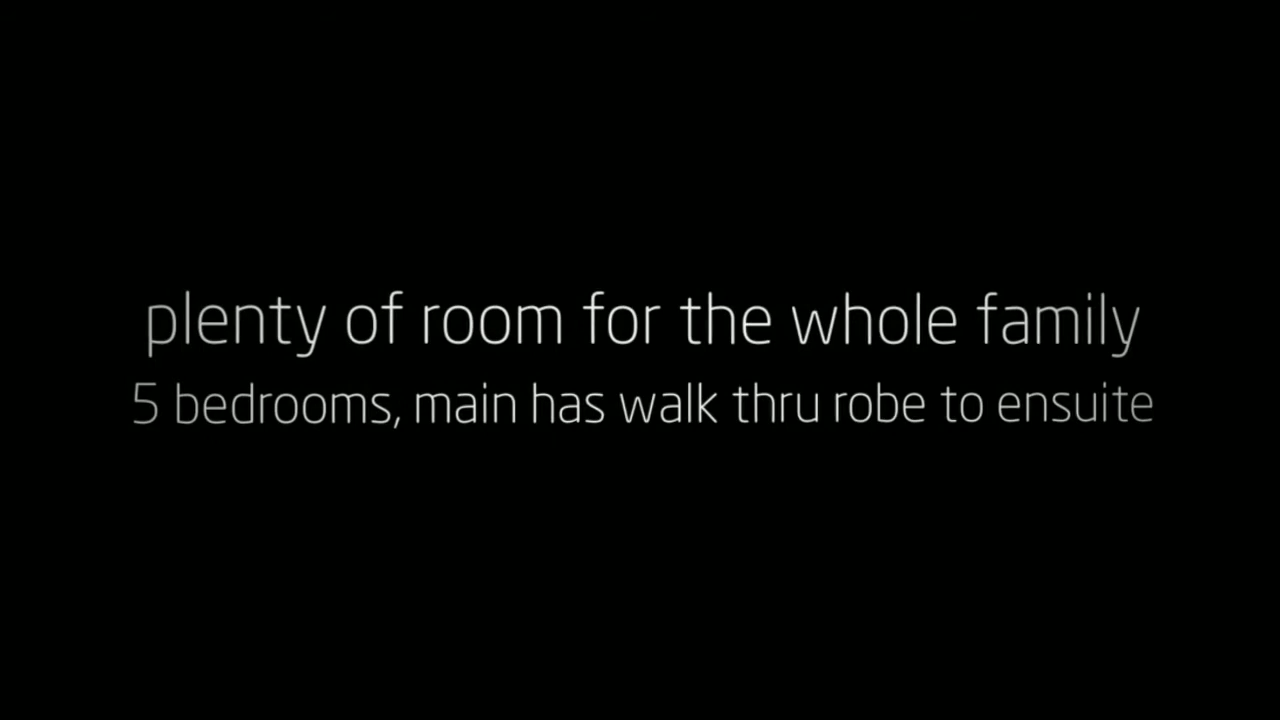 plenty of room for the whole family
5 bedrooms, main has walk thru robe to ensuite